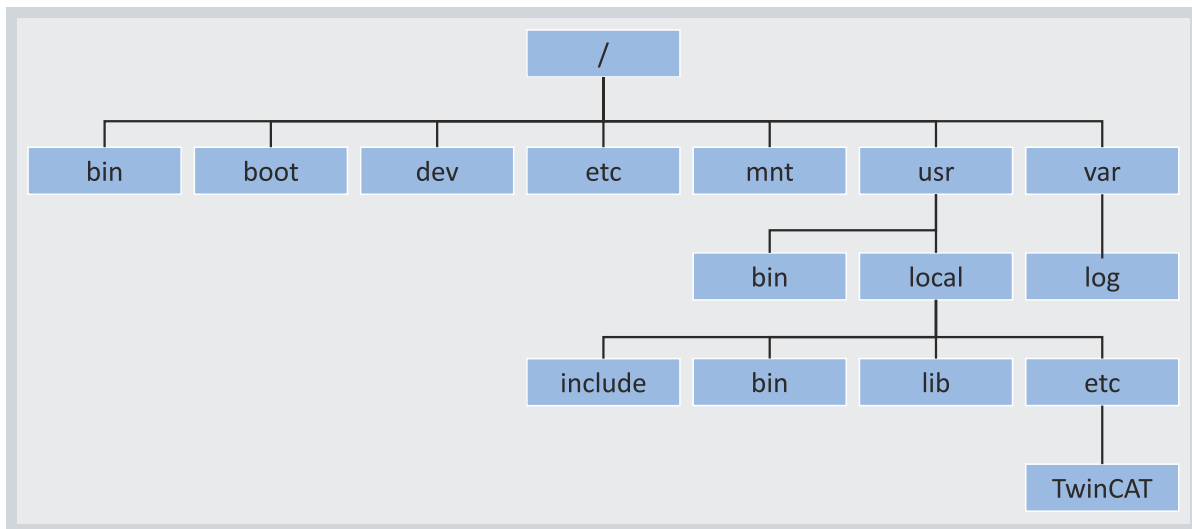 /
bin boot dev etc mnt usr var
bin local log
include bin lib etc
TwinCAT